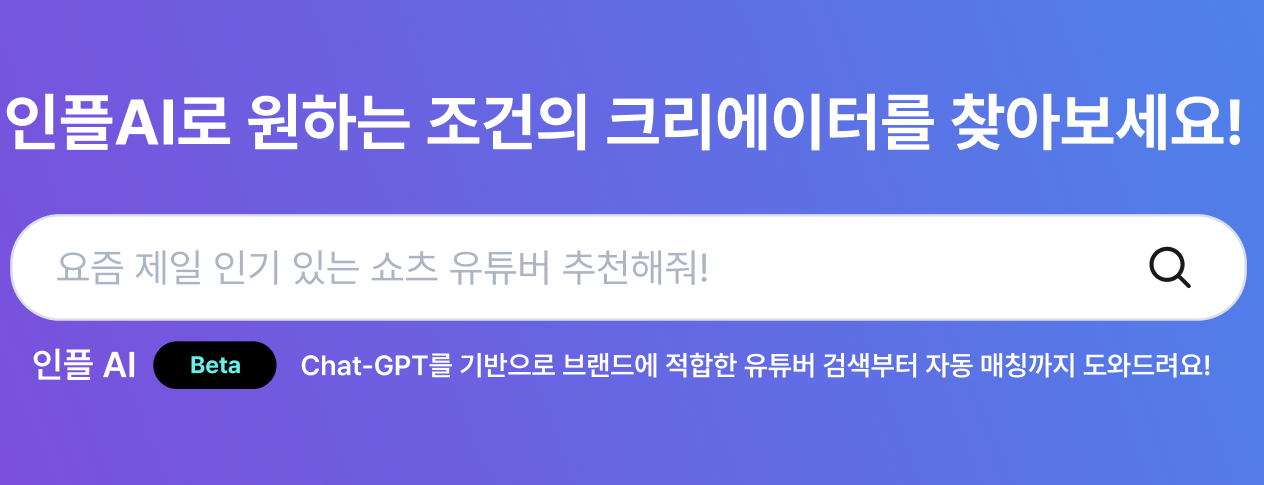 인플AI로 원하는 조건의 크리에이터를 찾아보세요!
요즘 제일 인기 있는 쇼츠 유튜버 추천해줘!
인플 AI Beta Chat-GPT를 기반으로 브랜드에 적합한 유튜버 검색부터 자동 매칭까지 도와드려요!